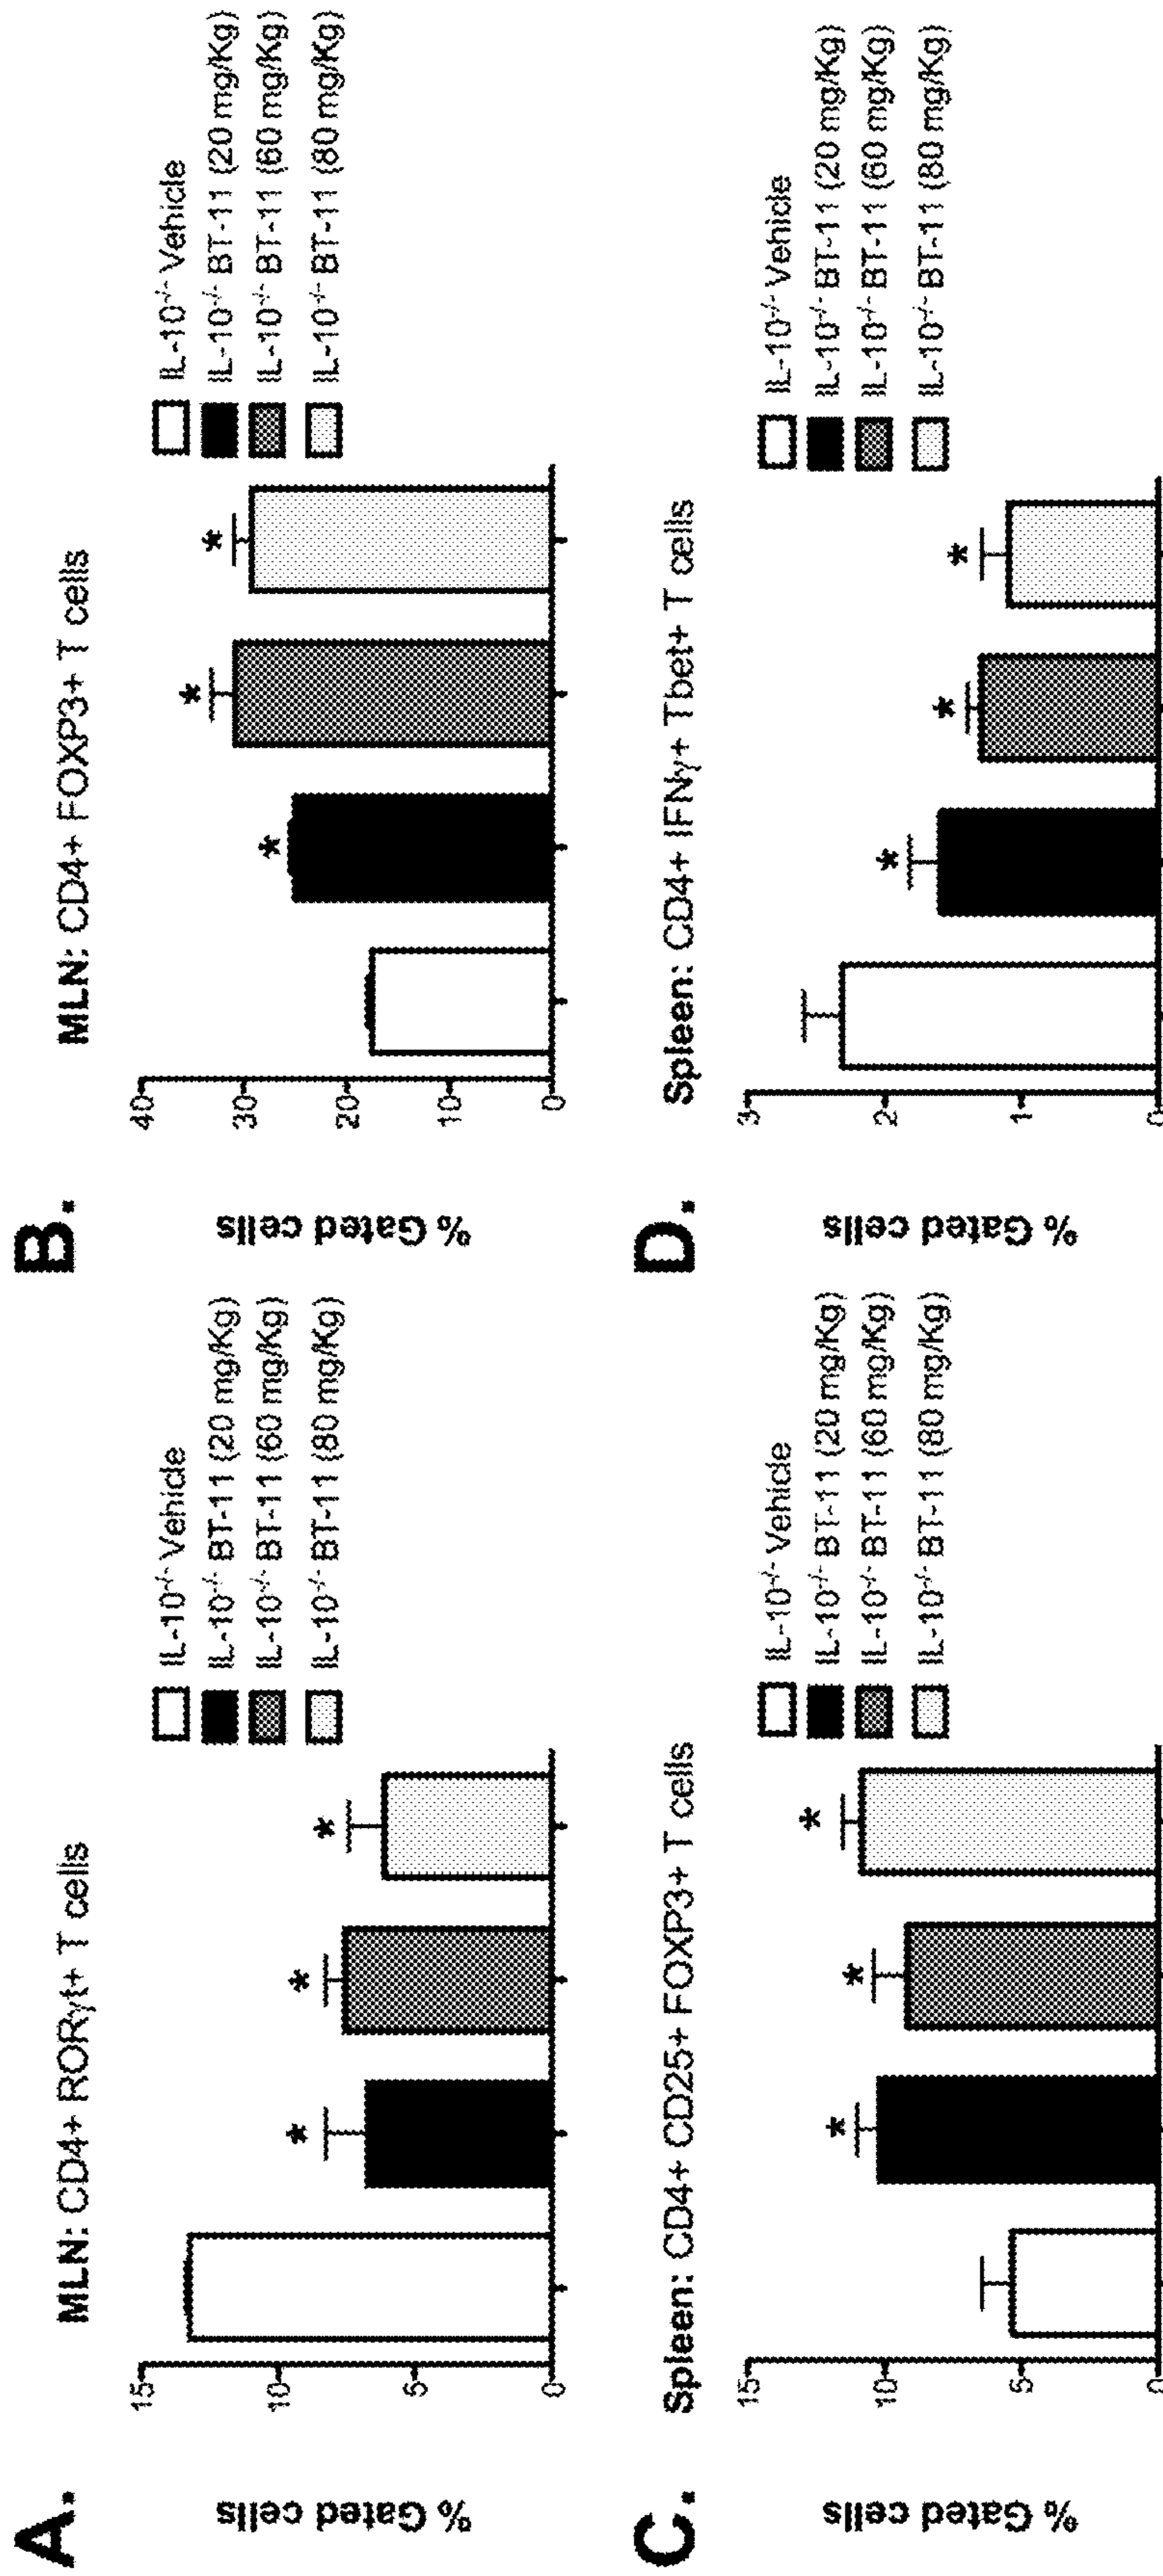 A.
MLN: CD4+ RORγt+ T cells
% Gated cells
15
10
5
0
IL-10-/- Vehicle
IL-10-/- BT-11 (20 mg/Kg)
IL-10-/- BT-11 (60 mg/Kg)
IL-10-/- BT-11 (80 mg/Kg)
*
*
*
B.
MLN: CD4+ FOXP3+ T cells
% Gated cells
40
30
20
10
0
IL-10-/- Vehicle
IL-10-/- BT-11 (20 mg/Kg)
IL-10-/- BT-11 (60 mg/Kg)
IL-10-/- BT-11 (80 mg/Kg)
*
*
*
C.
Spleen: CD4+ CD25+ FOXP3+ T cells
% Gated cells
15
10
5
0
IL-10-/- Vehicle
IL-10-/- BT-11 (20 mg/Kg)
IL-10-/- BT-11 (60 mg/Kg)
IL-10-/- BT-11 (80 mg/Kg)
*
*
*
D.
Spleen: CD4+ IFNγ+ Tbet+ T cells
% Gated cells
3
2
1
0
IL-10-/- Vehicle
IL-10-/- BT-11 (20 mg/Kg)
IL-10-/- BT-11 (60 mg/Kg)
IL-10-/- BT-11 (80 mg/Kg)
*
*
*